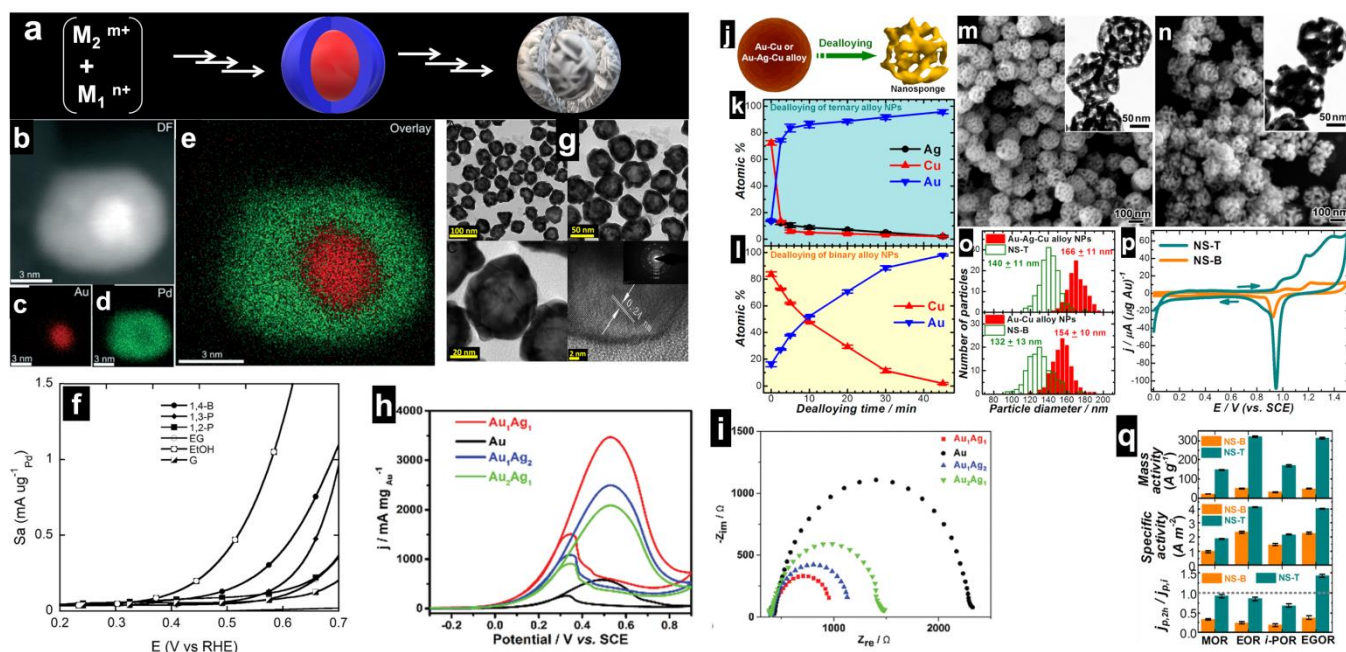 a
M₂ ᵐ⁺
+
M₁ ⁿ⁺
b
DF
3 nm
c
Au
3 nm
d
Pd
3 nm
e
Overlay
3 nm
g
100 nm
50 nm
20 nm
0.24
2 nm
f
1.5
1
0.5
0
Sa (mA ug⁻¹Pd)
1,4-B
1,3-P
1,2-P
EG
EtOH
G
0.2 0.3 0.4 0.5 0.6 0.7
E (V vs RHE)
h
4000
3500
3000
2500
2000
1500
1000
500
0
j / mA mg Au⁻¹
Au₁Ag₁
Au
Au₁Ag₂
Au₂Ag₁
-0.2 0.0 0.2 0.4 0.6 0.8
Potential / V vs. SCE
i
1500
1000
500
0
-Zim / Ω
Au₁Ag₁
Au
Au₁Ag₂
Au₂Ag₁
1000 1500 2000
Zre / Ω
j
Au-Cu or
Au-Ag-Cu alloy
Dealloying
Nanosponge
k
Dealloying of ternary alloy NPs
80
60
40
20
0
Atomic %
Ag
Cu
Au
l
Dealloying of binary alloy NPs
100
80
60
40
20
0
Atomic %
Cu
Au
0 10 20 30 40
Dealloying time / min
m
50 nm
100 nm
n
50 nm
100 nm
o
Au-Ag-Cu alloy NPs
NS-T
166 ± 11 nm
140 ± 11 nm
40
20
0
Au-Cu alloy NPs
NS-B
154 ± 10 nm
132 ± 13 nm
40
20
0
Number of particles
80 100 120 140 160 180 200
Particle diameter / nm
p
NS-T
NS-B
60
40
20
0
-20
-40
-60
-80
-100
j / μA (μg Au)⁻¹
0.0 0.4 0.8 1.2
E / V (vs. SCE)
q
NS-B
NS-T
300
200
100
0
Mass
activity
(A g⁻¹)
NS-B
NS-T
4
3
2
1
0
Specific
activity
(A m⁻²)
NS-B NS-T
1.5
1.0
0.5
0.0
jp,2h / jp,i
MOR EOR i-POR EGOR